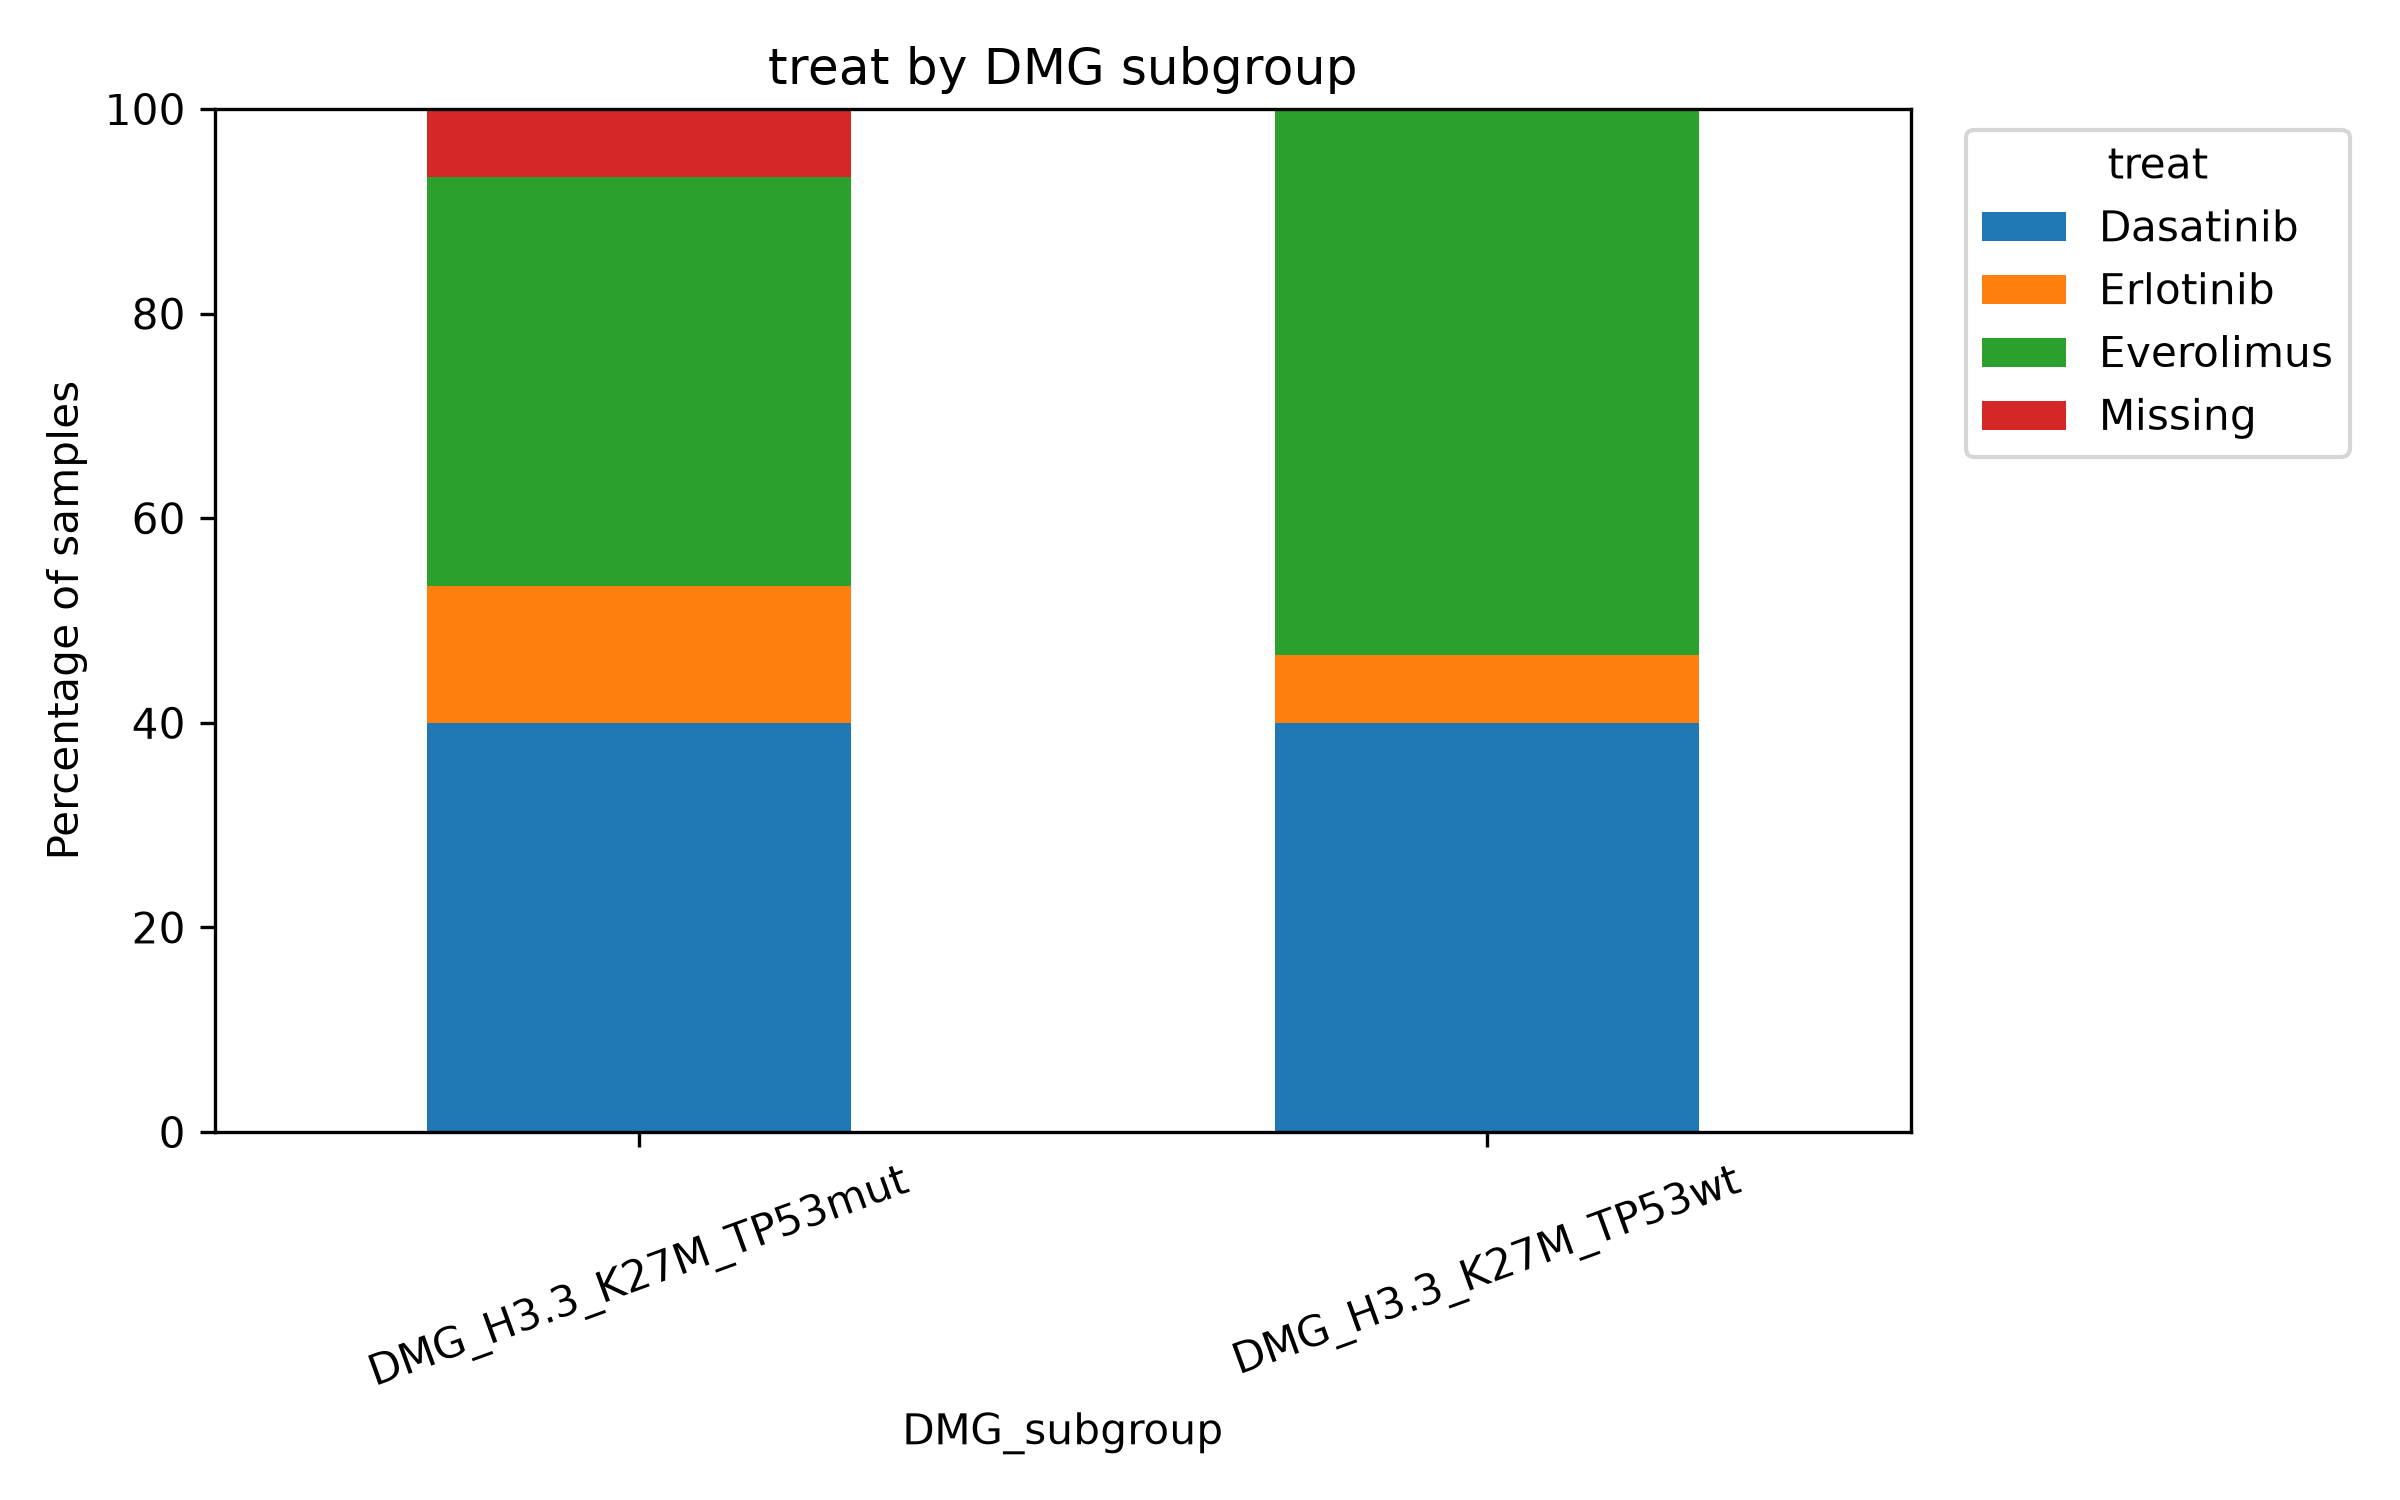 treat by DMG subgroup
100
80
60
40
20
0
Percentage of samples
DMG_H3.3_K27M_TP53mut
DMG_H3.3_K27M_TP53wt
DMG_subgroup
treat
Dasatinib
Erlotinib
Everolimus
Missing